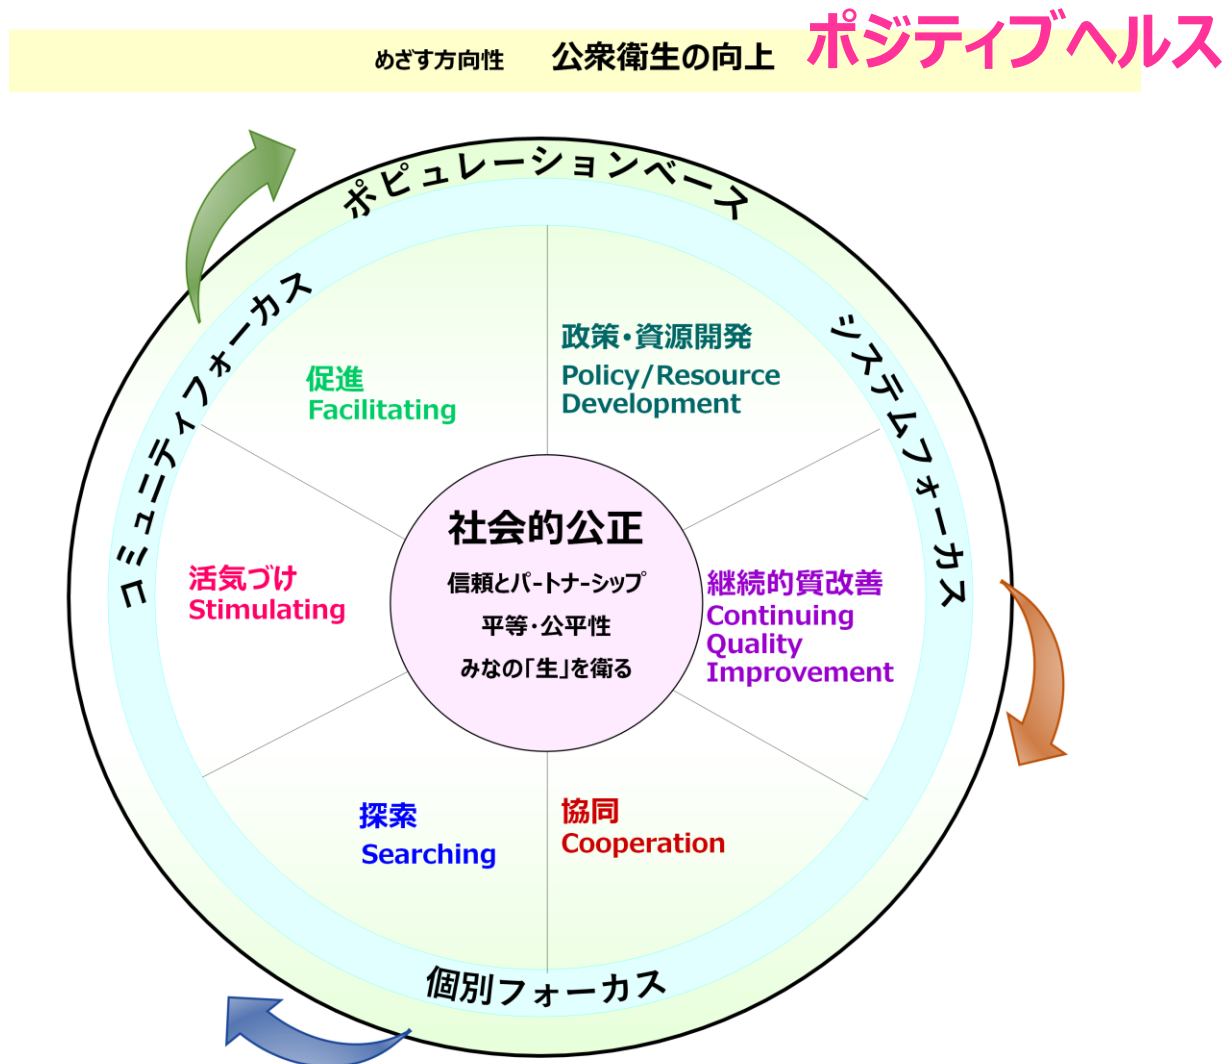 めざす方向性 公衆衛生の向上 ポジティブヘルス
ポピュレーションベース
コミュニティフォーカス
システムフォーカス
政策・資源開発
Policy/Resource
Development
促進
Facilitating
社会的公正
信頼とパートナーシップ
平等・公平性
みなの「生」を衛る
活気づけ
Stimulating
継続的質改善
Continuing
Quality
Improvement
探索
Searching
協同
Cooperation
個別フォーカス